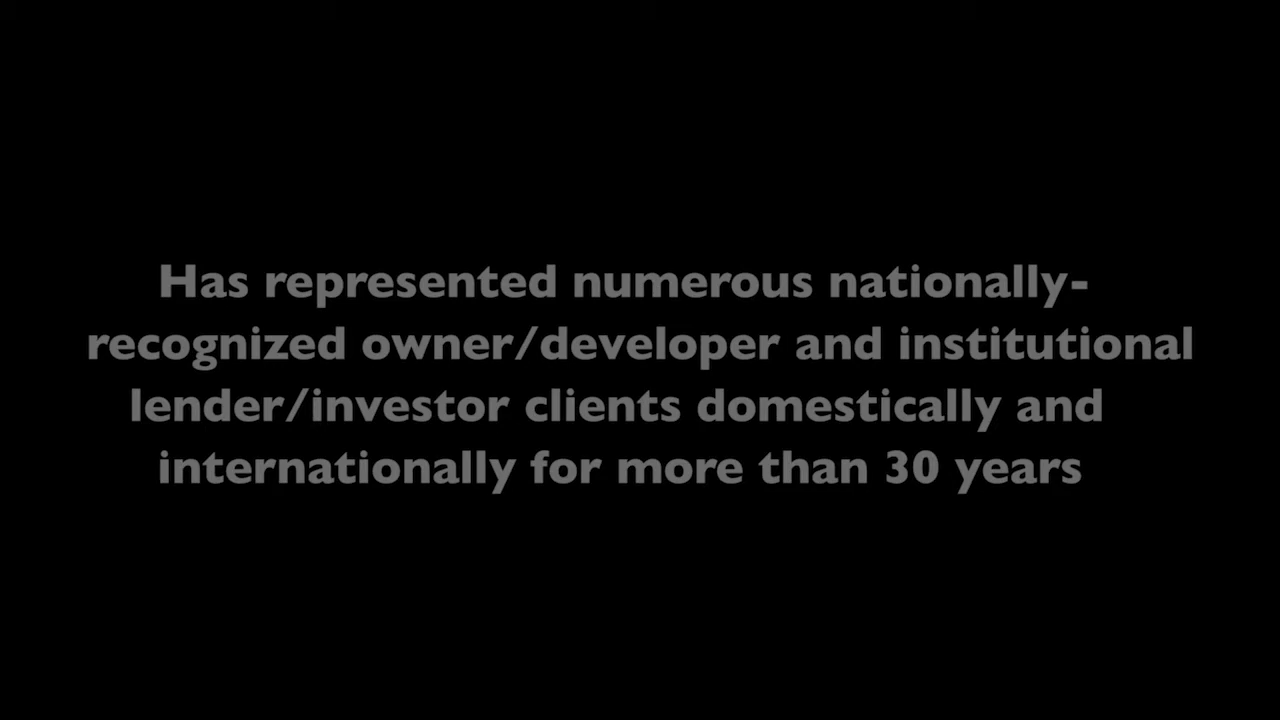 Has represented numerous nationally-
recognized owner/developer and institutional
lender/investor clients domestically and
internationally for more than 30 years